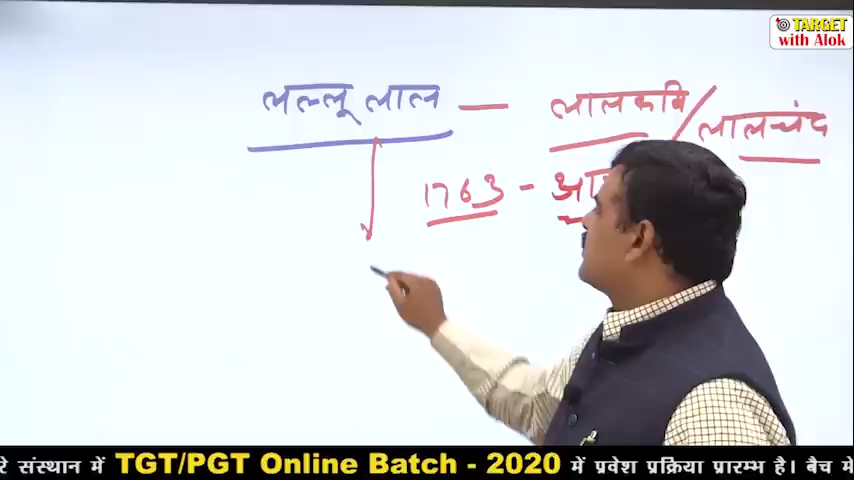 TARGET
with Alok
लल्लू लाल — लालकवि / लालचंद
1763 -
रे संस्थान में TGT/PGT Online Batch - 2020 में प्रवेश प्रक्रिया प्रारम्भ है। बैच मे